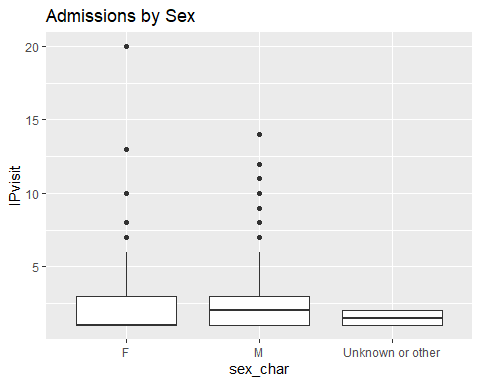 Admissions by Sex
20
15
10
5
IPvisit
F M Unknown or other
sex_char